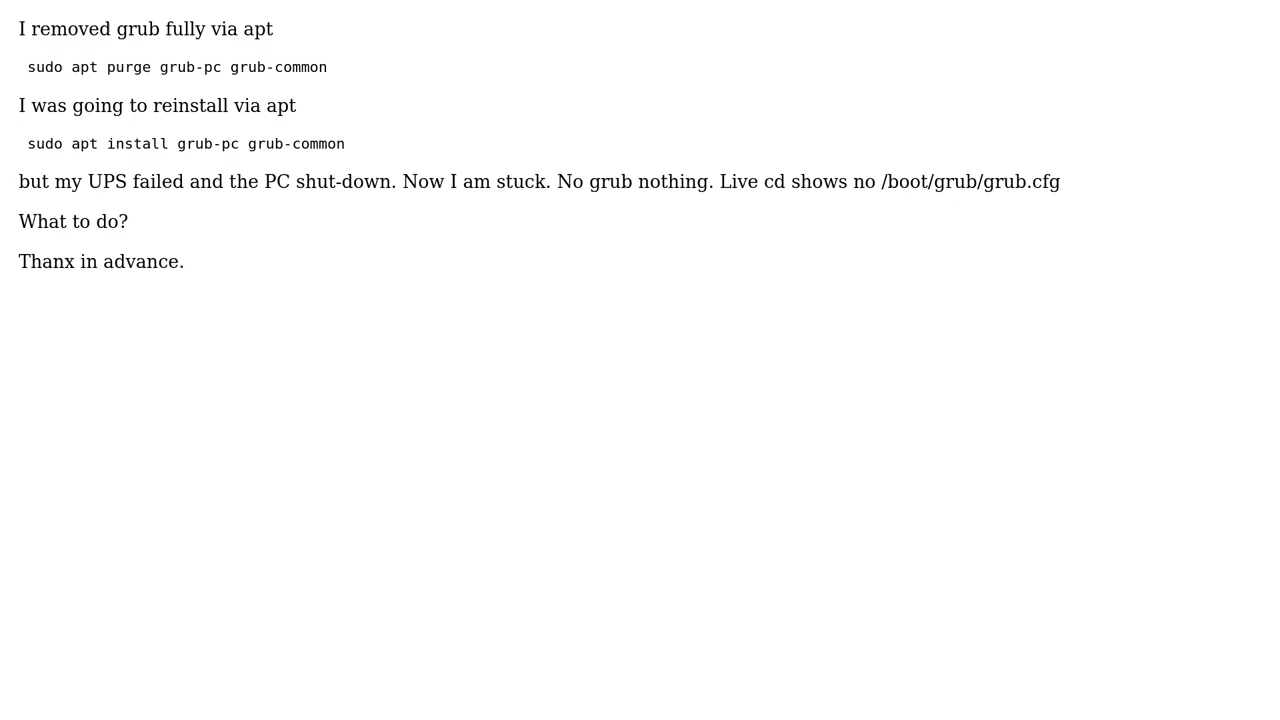 I removed grub fully via apt
sudo apt purge grub-pc grub-common
I was going to reinstall via apt
sudo apt install grub-pc grub-common
but my UPS failed and the PC shut-down. Now I am stuck. No grub nothing. Live cd shows no /boot/grub/grub.cfg
What to do?
Thanx in advance.